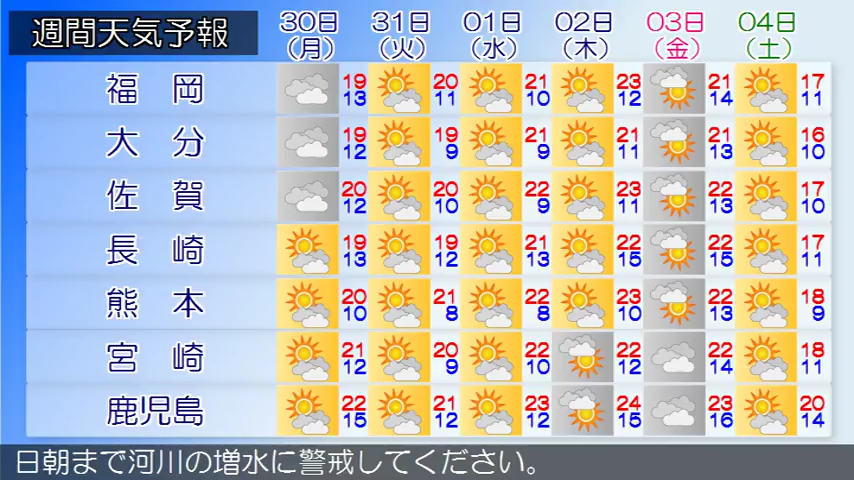 週間天気予報 30日 31日 01日 02日 03日 04日
(月) (火) (水) (木) (金) (土)
福岡 19 13 20 11 21 10 23 12 21 14 17 11
大分 19 12 19 9 21 9 21 11 21 13 16 10
佐賀 20 12 20 10 22 9 23 11 22 13 17 10
長崎 19 13 19 12 21 13 22 15 22 15 17 11
熊本 20 10 21 8 22 8 23 10 22 13 18 9
宮崎 21 12 20 9 22 10 22 12 22 14 18 11
鹿児島 22 15 21 12 23 12 24 15 23 16 20 14
日朝まで河川の増水に警戒してください。